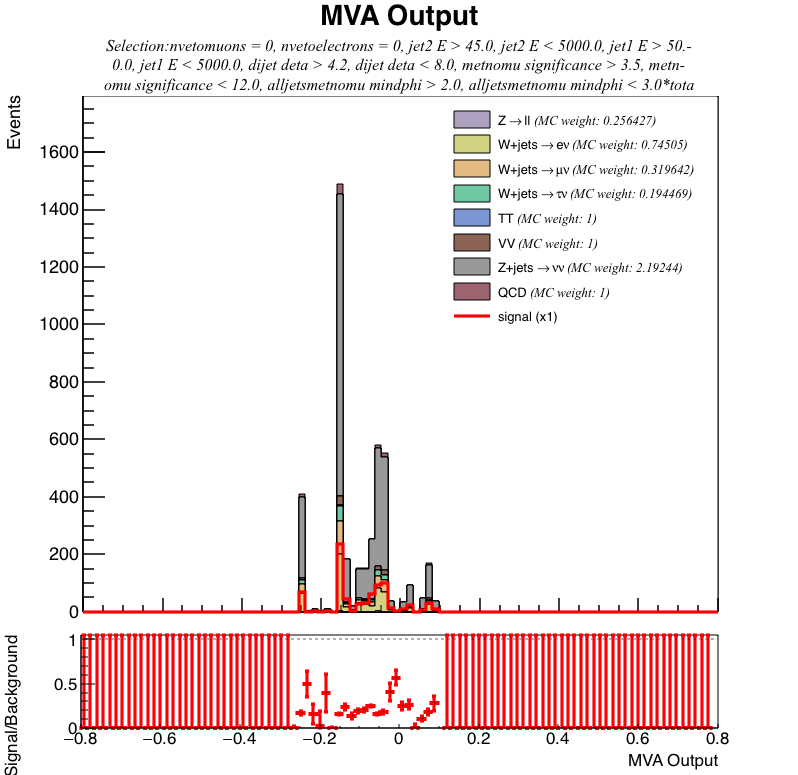 MVA Output
Selection:nvetomuons = 0, nvetoelectrons = 0, jet2 E > 45.0, jet2 E < 5000.0, jet1 E > 50.-
0.0, jet1 E < 5000.0, dijet deta > 4.2, dijet deta < 8.0, metnomu significance > 3.5, metn-
omu significance < 12.0, alljetsmetnomu mindphi > 2.0, alljetsmetnomu mindphi < 3.0*tota
Events
1600
1400
1200
1000
800
600
400
200
0
Z→ll (MC weight: 0.256427)
W+jets→eν (MC weight: 0.74505)
W+jets→μν (MC weight: 0.319642)
W+jets→τν (MC weight: 0.194469)
TT (MC weight: 1)
VV (MC weight: 1)
Z+jets→νν (MC weight: 2.19244)
QCD (MC weight: 1)
signal (x1)
Signal/Background
1
0.5
0
−0.8 −0.6 −0.4 −0.2 0 0.2 0.4 0.6 0.8
MVA Output